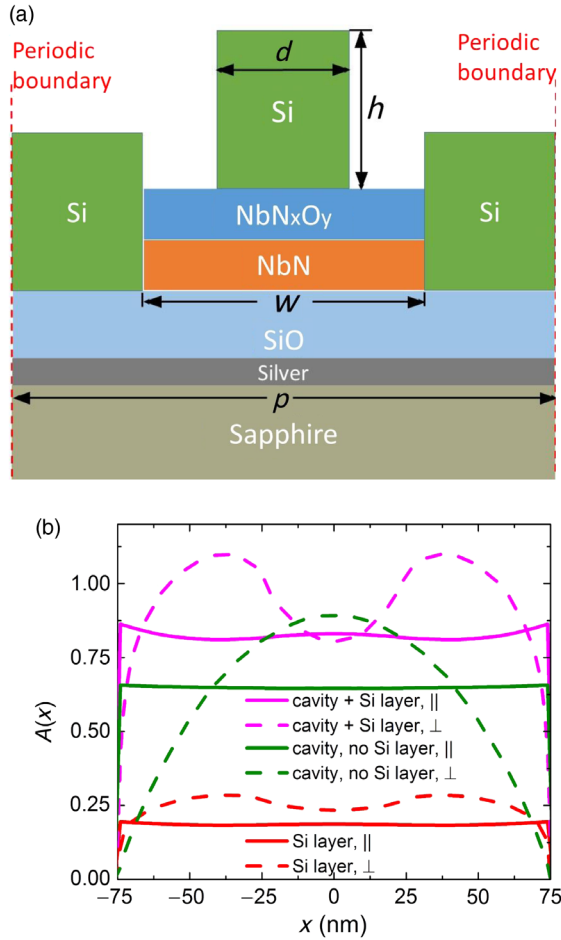 (a)
Periodic
boundary
Periodic
boundary
d
h
Si
Si
Si
NbNxOy
NbN
w
SiO
Silver
p
Sapphire
(b)
1.00
0.75
0.50
0.25
0.00
A(x)
cavity + Si layer, ||
cavity + Si layer, ⊥
cavity, no Si layer, ||
cavity, no Si layer, ⊥
Si layer, ||
Si layer, ⊥
−75 −50 −25 0 25 50 75
x (nm)